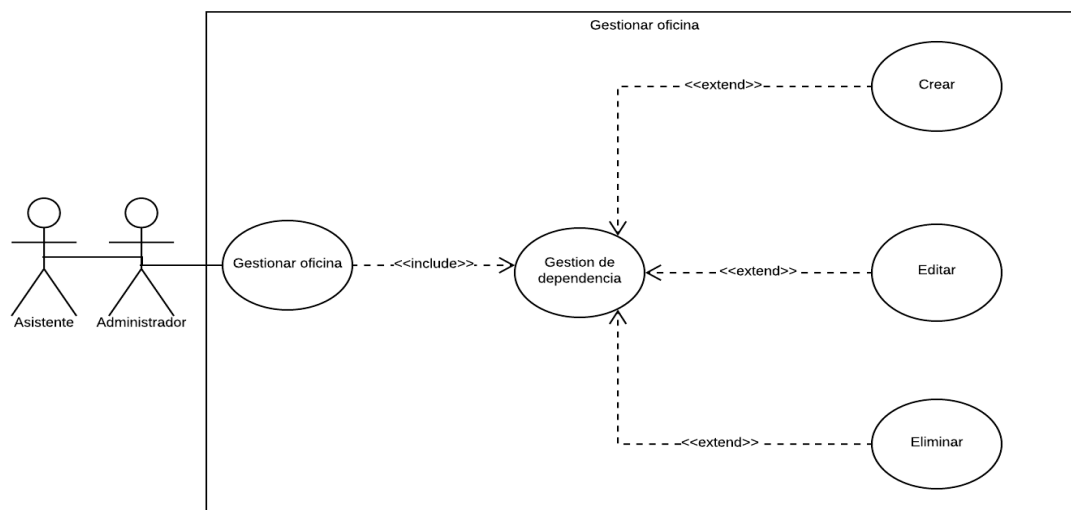 Gestionar oficina
<<extend>>
Crear
Gestionar oficina
<<include>>
Gestion de
dependencia
<<extend>>
Editar
Asistente
Administrador
<<extend>>
Eliminar